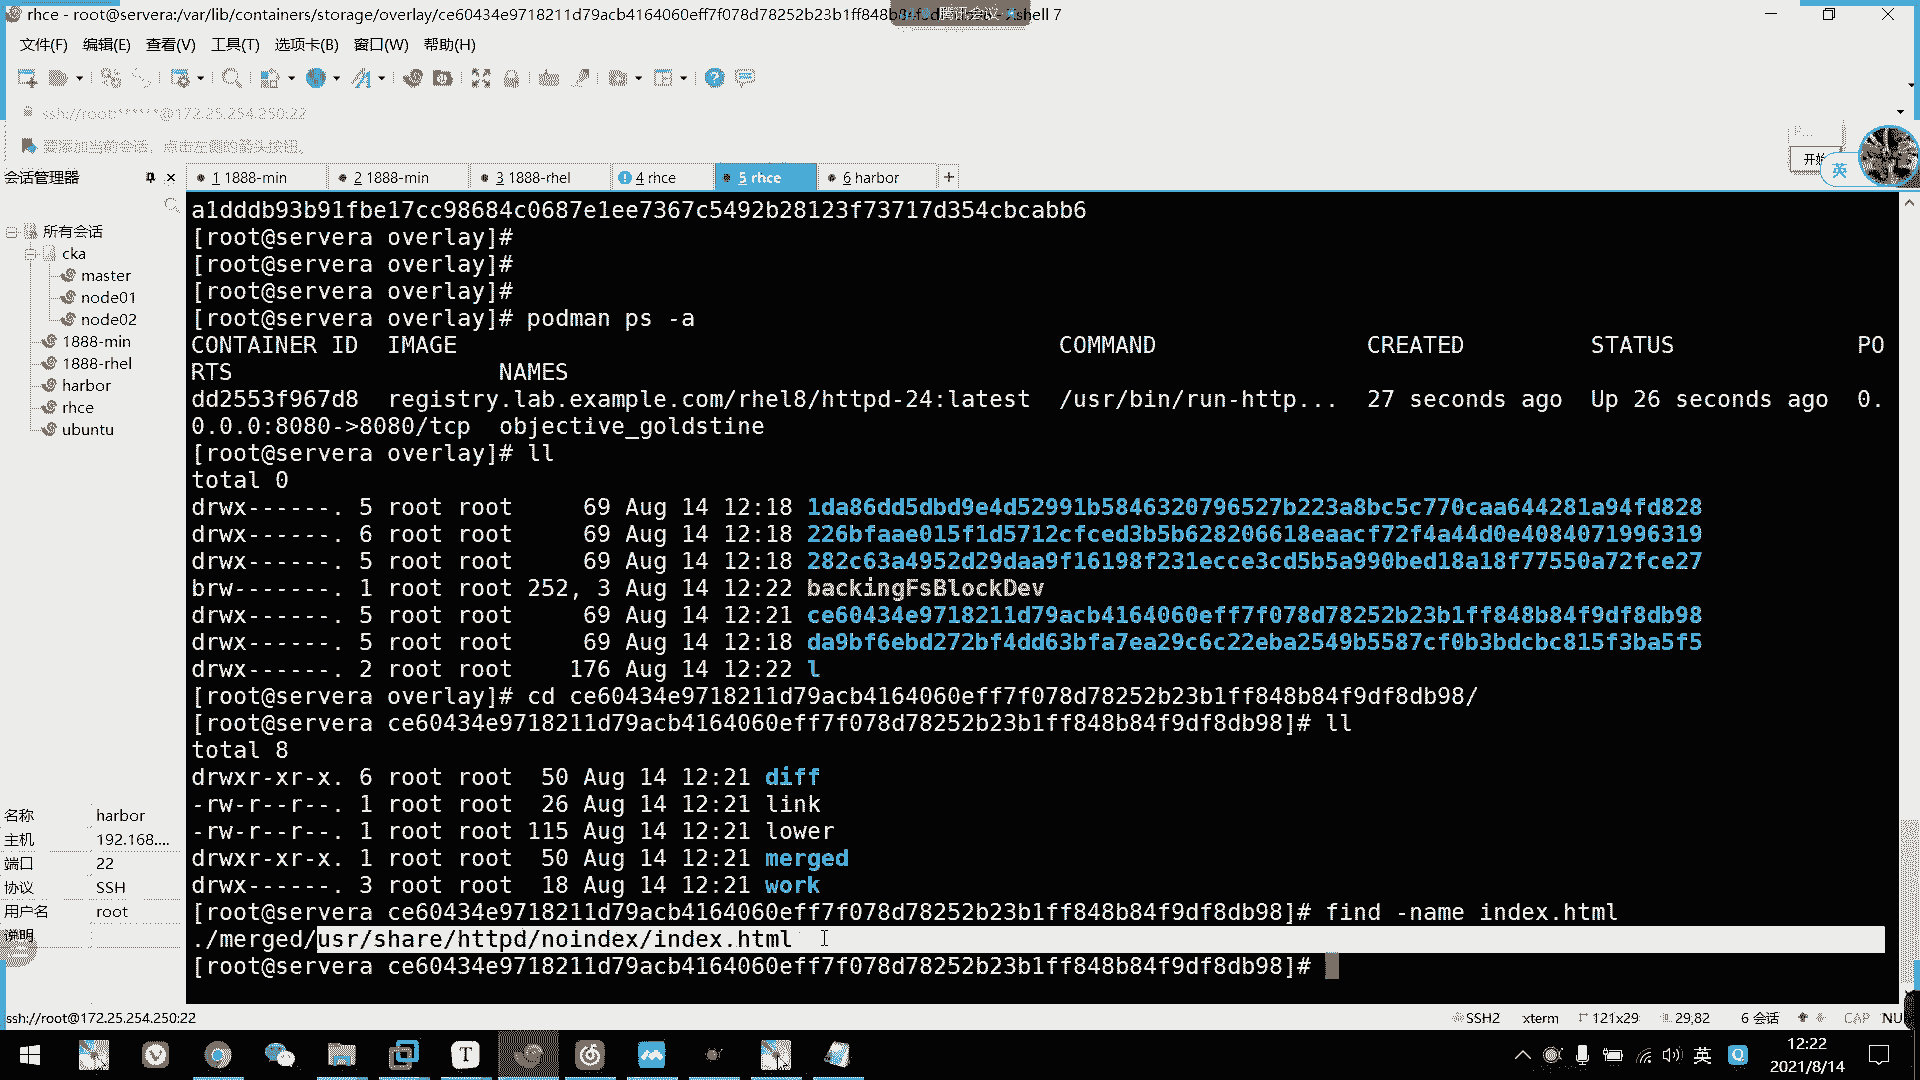 rhce - root@servera:/var/lib/containers/storage/overlay/ce60434e9718211d79acb4164060eff7f078d78252b23b1ff848b84f9df8db98
腾讯会议
文件(F) 编辑(E) 查看(V) 工具(T) 选项卡(B) 窗口(W) 帮助(H)
ssh://root:******@172.25.254.250:22
要添加当前会话，点击左侧的箭头按钮。
英
会话管理器
1 1888-min
2 1888-min
3 1888-rhel
4 rhce
5 rhce
6 harbor
所有会话
cka
master
node01
node02
1888-min
1888-rhel
harbor
rhce
ubuntu
名称 harbor
主机 192.168....
端口 22
协议 SSH
用户名 root
说明
a1dddb93b91fbe17cc98684c0687e1ee7367c5492b28123f73717d354cbcabb6
[root@servera overlay]#
[root@servera overlay]#
[root@servera overlay]#
[root@servera overlay]# podman ps -a
CONTAINER ID  IMAGE                                           COMMAND               CREATED         STATUS             PO
RTS                   NAMES
dd2553f967d8  registry.lab.example.com/rhel8/httpd-24:latest  /usr/bin/run-http...  27 seconds ago  Up 26 seconds ago  0.
0.0.0:8080->8080/tcp  objective_goldstine
[root@servera overlay]# ll
total 0
drwx------. 5 root root     69 Aug 14 12:18 1da86dd5dbd9e4d52991b5846320796527b223a8bc5c770caa644281a94fd828
drwx------. 6 root root     69 Aug 14 12:18 226bfaae015f1d5712cfced3b5b628206618eaacf72f4a44d0e4084071996319
drwx------. 5 root root     69 Aug 14 12:18 282c63a4952d29daa9f16198f231ecce3cd5b5a990bed18a18f77550a72fce27
brw-------. 1 root root 252, 3 Aug 14 12:22 backingFsBlockDev
drwx------. 5 root root     69 Aug 14 12:21 ce60434e9718211d79acb4164060eff7f078d78252b23b1ff848b84f9df8db98
drwx------. 5 root root     69 Aug 14 12:18 da9bf6ebd272bf4dd63bfa7ea29c6c22eba2549b5587cf0b3bdcbc815f3ba5f5
drwx------. 2 root root    176 Aug 14 12:22 l
[root@servera overlay]# cd ce60434e9718211d79acb4164060eff7f078d78252b23b1ff848b84f9df8db98/
[root@servera ce60434e9718211d79acb4164060eff7f078d78252b23b1ff848b84f9df8db98]# ll
total 8
drwxr-xr-x. 6 root root  50 Aug 14 12:21 diff
-rw-r--r--. 1 root root  26 Aug 14 12:21 link
-rw-r--r--. 1 root root 115 Aug 14 12:21 lower
drwxr-xr-x. 1 root root  50 Aug 14 12:21 merged
drwx------. 3 root root  18 Aug 14 12:21 work
[root@servera ce60434e9718211d79acb4164060eff7f078d78252b23b1ff848b84f9df8db98]# find -name index.html
./merged/usr/share/httpd/noindex/index.html
[root@servera ce60434e9718211d79acb4164060eff7f078d78252b23b1ff848b84f9df8db98]#
ssh://root@172.25.254.250:22
SSH2 xterm 121x29 29,82 6 会话 CAP NU
英
12:22
2021/8/14